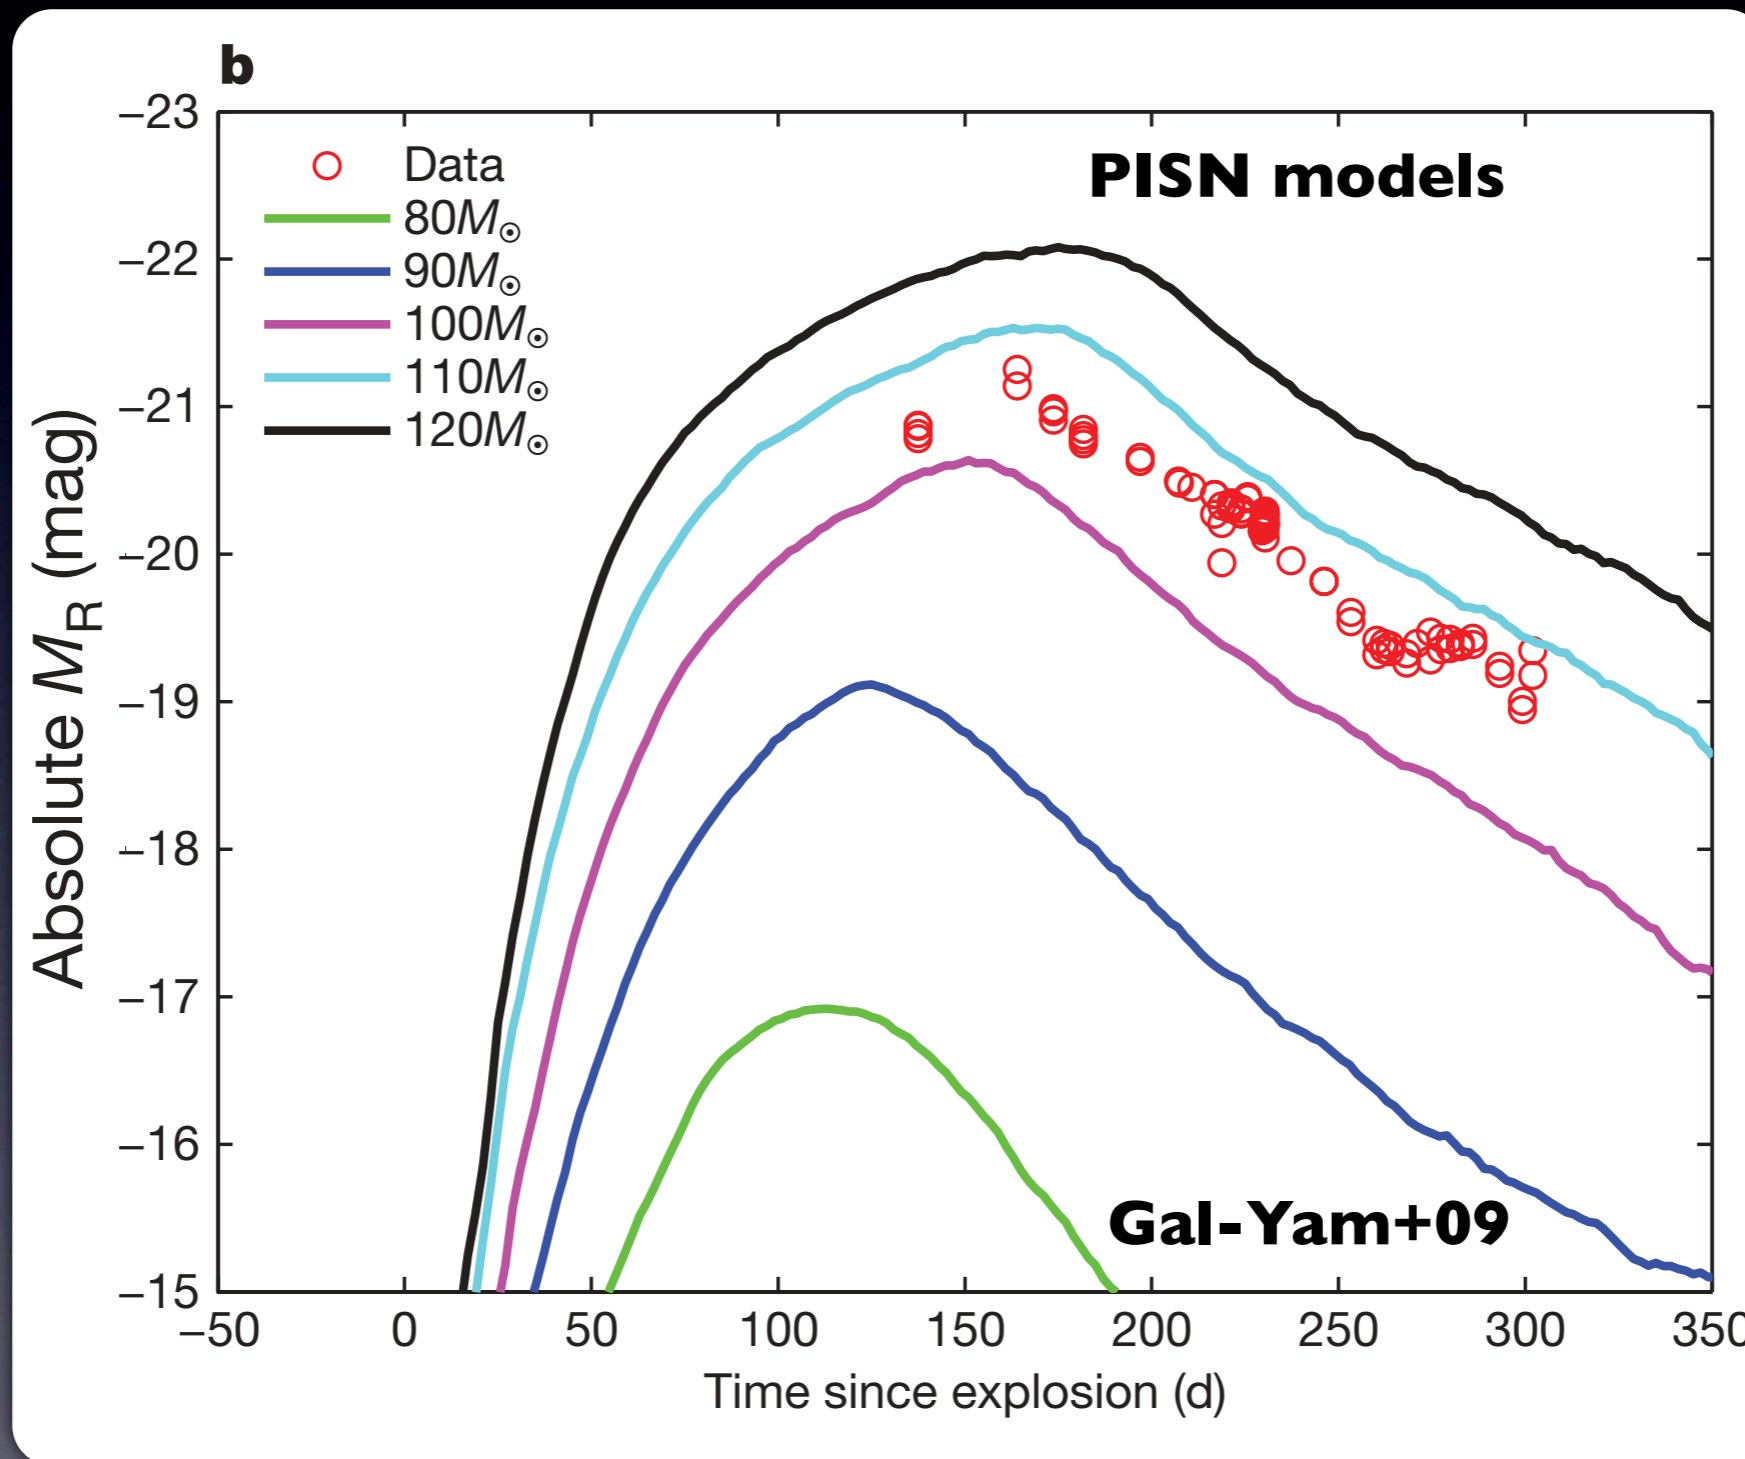 b
PISN models
Data
80M⊙
90M⊙
100M⊙
110M⊙
120M⊙
Absolute M_R (mag)
−23
−22
−21
−20
−19
−18
−17
−16
−15
Gal-Yam+09
−50 0 50 100 150 200 250 300 350
Time since explosion (d)